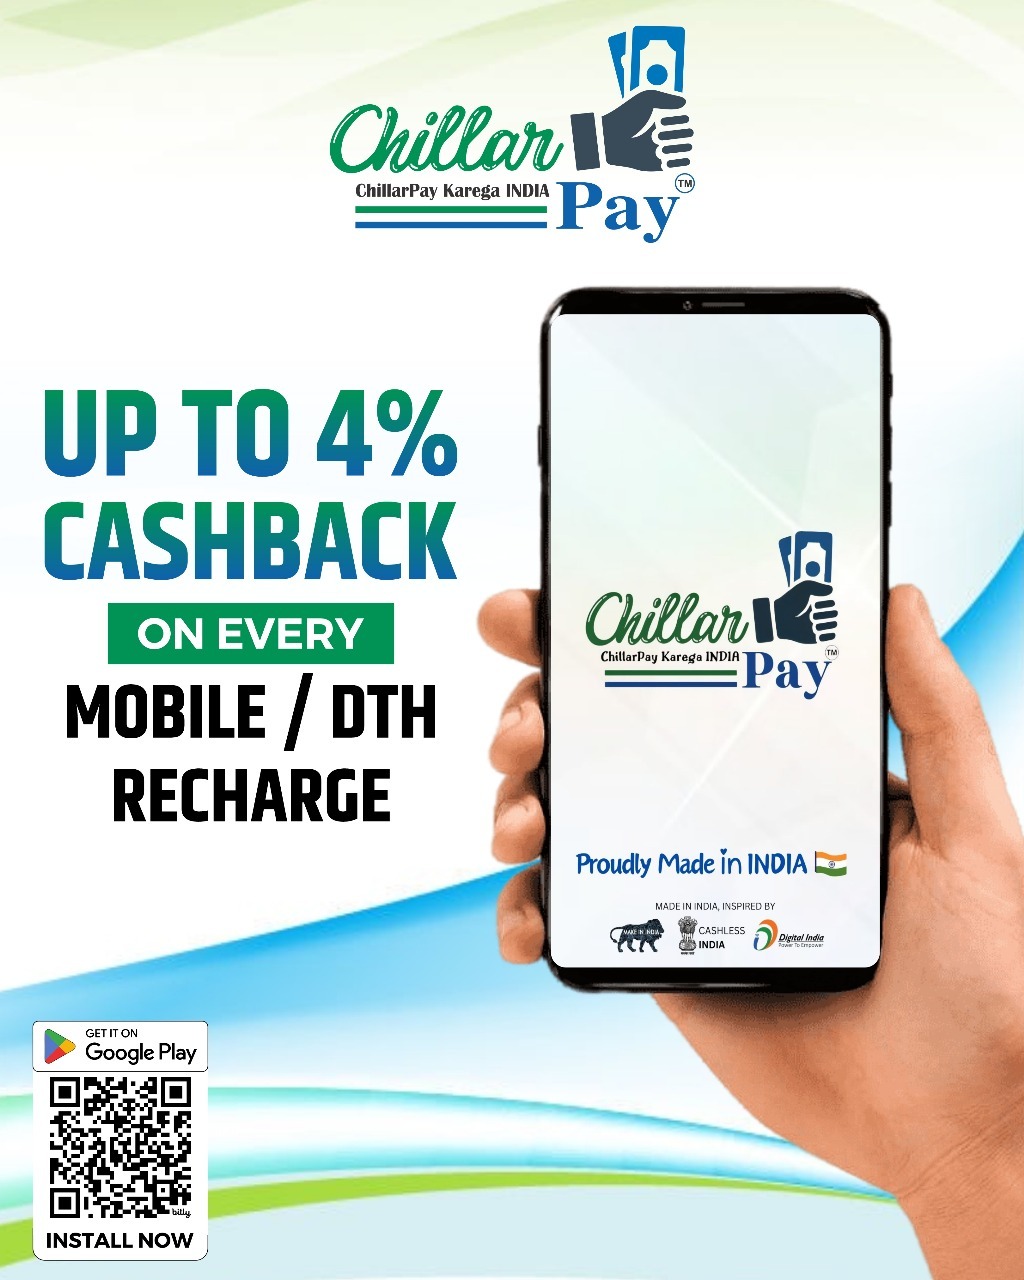 Chillar
ChillarPay Karega INDIA
Pay TM
UP TO 4%
CASHBACK
ON EVERY
MOBILE / DTH
RECHARGE
Chillar
ChillarPay Karega INDIA
Pay TM
Proudly Made in INDIA
MADE IN INDIA, INSPIRED BY
MAKE IN INDIA
CASHLESS
INDIA
Digital India
Power To Empower
GET IT ON
Google Play
bitly
INSTALL NOW